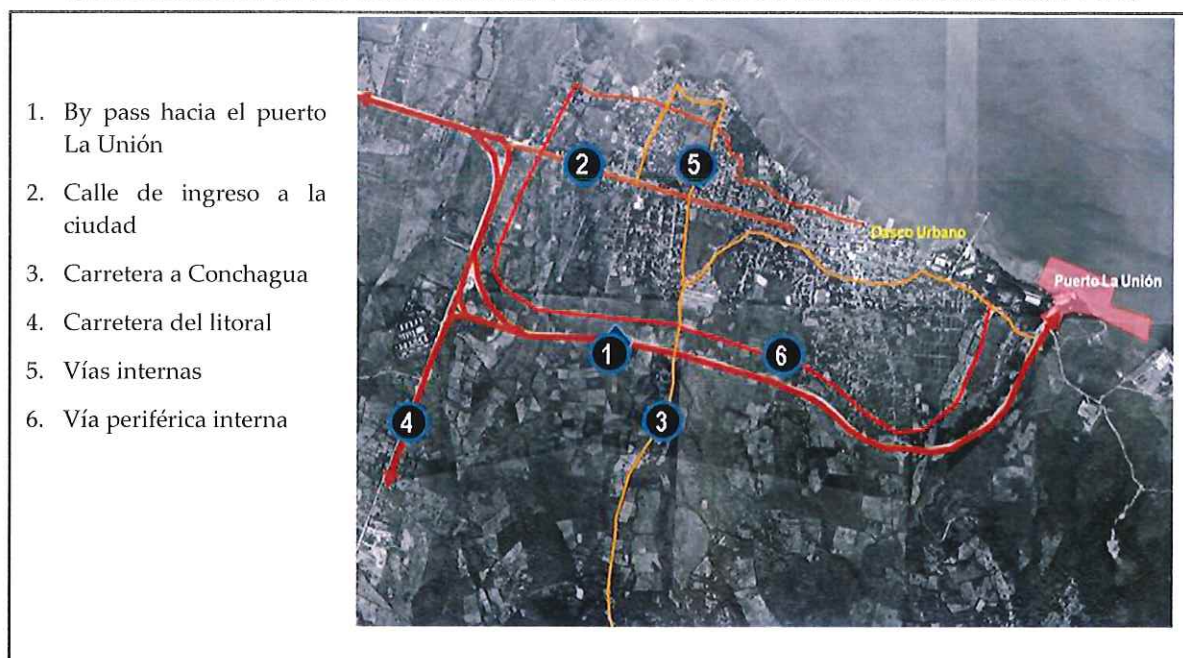 1. By pass hacia el puerto
La Unión
2. Calle de ingreso a la
ciudad
3. Carretera a Conchagua
4. Carretera del litoral
5. Vías internas
6. Vía periférica interna
2
5
Casco Urbano
Puerto La Unión
1
6
4
3